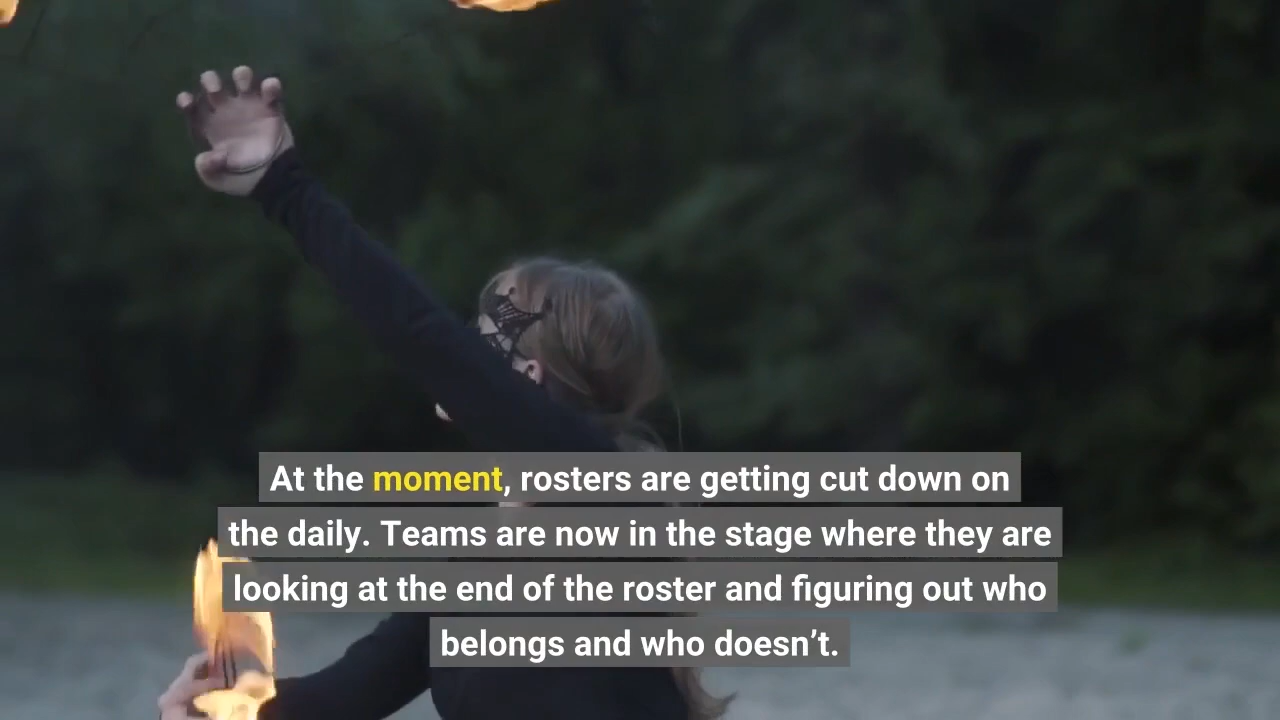 At the moment, rosters are getting cut down on
the daily. Teams are now in the stage where they are
looking at the end of the roster and figuring out who
belongs and who doesn’t.